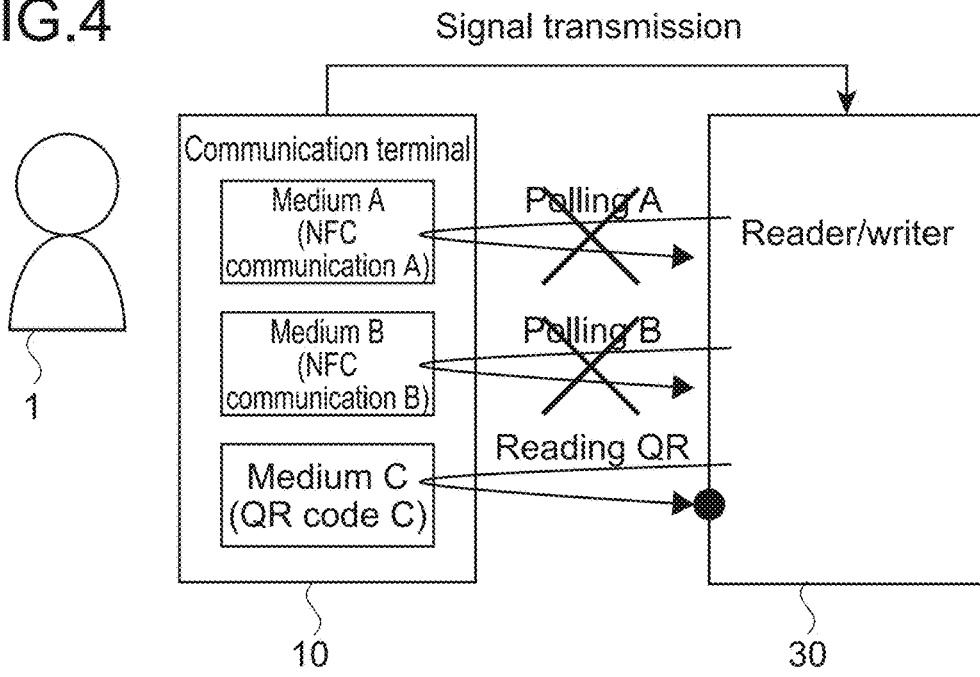 IG.4
Signal transmission
Communication terminal
Medium A
(NFC
communication A)
Polling A
Reader/writer
Medium B
(NFC
communication B)
Polling B
1
Reading QR
Medium C
(QR code C)
10
30